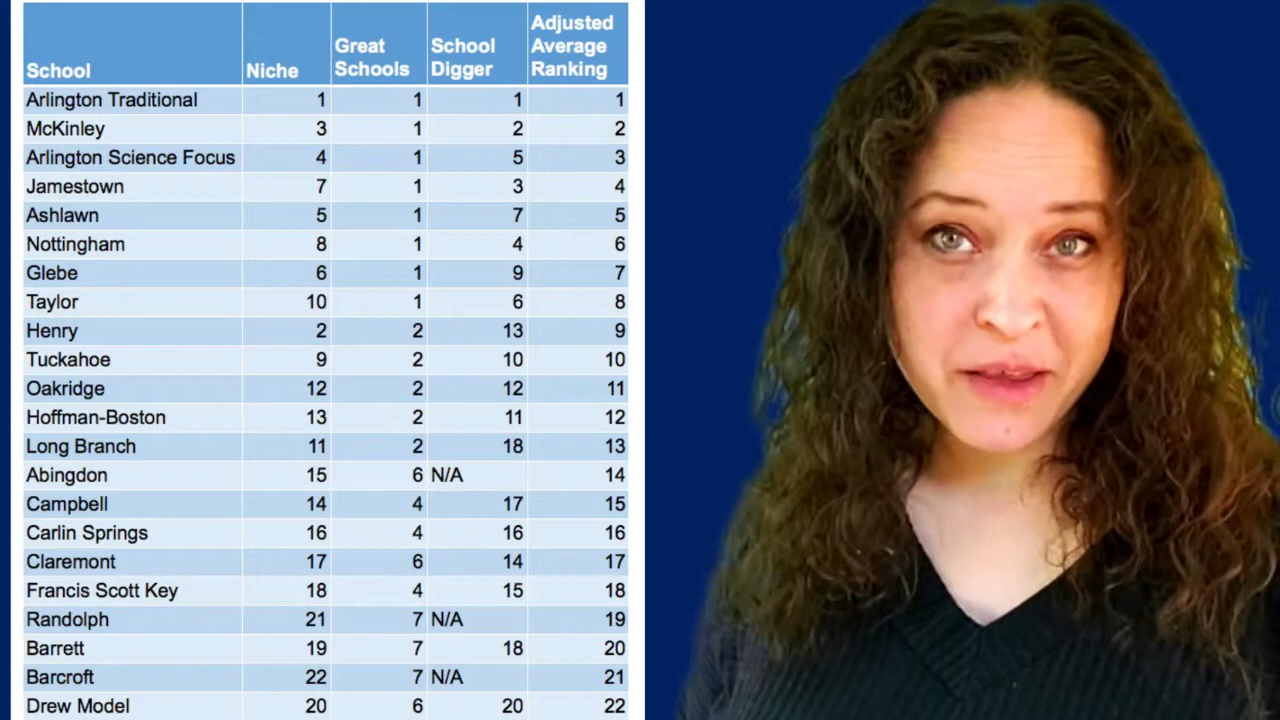 School Niche Great Schools School Digger Adjusted Average Ranking
Arlington Traditional 1 1 1 1
McKinley 3 1 2 2
Arlington Science Focus 4 1 5 3
Jamestown 7 1 3 4
Ashlawn 5 1 7 5
Nottingham 8 1 4 6
Glebe 6 1 9 7
Taylor 10 1 6 8
Henry 2 2 13 9
Tuckahoe 9 2 10 10
Oakridge 12 2 12 11
Hoffman-Boston 13 2 11 12
Long Branch 11 2 18 13
Abingdon 15 6 N/A 14
Campbell 14 4 17 15
Carlin Springs 16 4 16 16
Claremont 17 6 14 17
Francis Scott Key 18 4 15 18
Randolph 21 7 N/A 19
Barrett 19 7 18 20
Barcroft 22 7 N/A 21
Drew Model 20 6 20 22